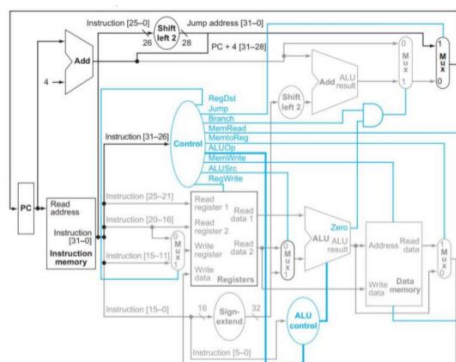 Instruction [25–0]
Shift left 2
Jump address [31–0]
26
28
PC + 4 [31–28]
Add
4
0
Mux
1
1
Mux
0
Add
ALU result
Shift left 2
RegDst
Jump
Branch
MemRead
MemtoReg
ALUOp
MemWrite
ALUSrc
RegWrite
Instruction [31–26]
Control
PC
Read address
Instruction [31–0]
Instruction memory
Instruction [25–21]
Instruction [20–16]
Instruction [15–11]
0
Mux
1
Read register 1
Read register 2
Write register
Write data
Read data 1
Read data 2
Registers
0
Mux
1
Zero
ALU
ALU result
Address
Read data
Write data
Data memory
1
Mux
0
Instruction [15–0]
16
Sign-extend
32
ALU control
Instruction [5–0]